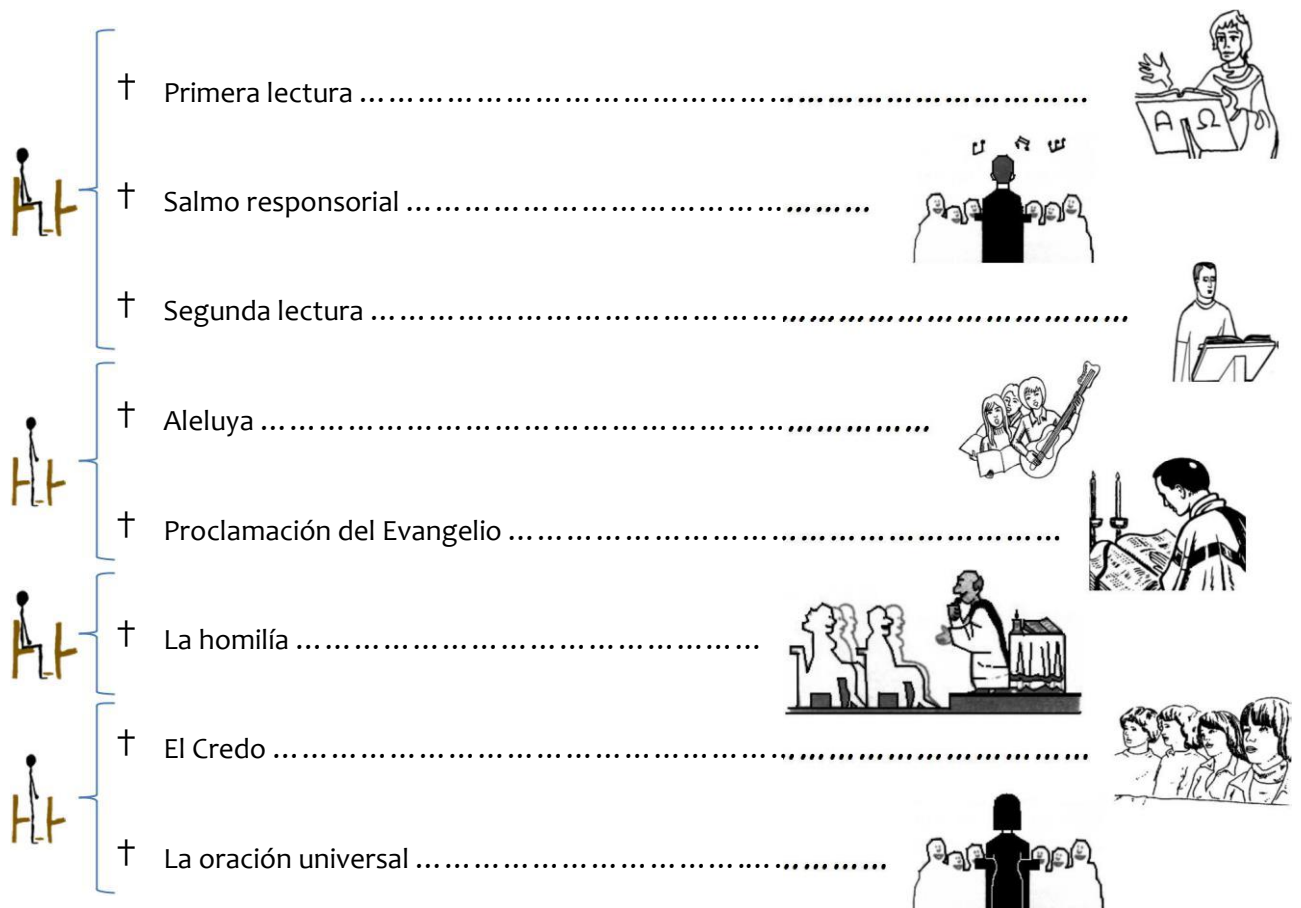 † Primera lectura ………………………………………………………………
† Salmo responsorial …………………………………………
† Segunda lectura …………………………………………………………………
† Aleluya ………………………………………………………………
† Proclamación del Evangelio …………………………………………………
Α Ω
† La homilía …………………………………………
† El Credo ……………………………………………………………………………
† La oración universal …………………………………………